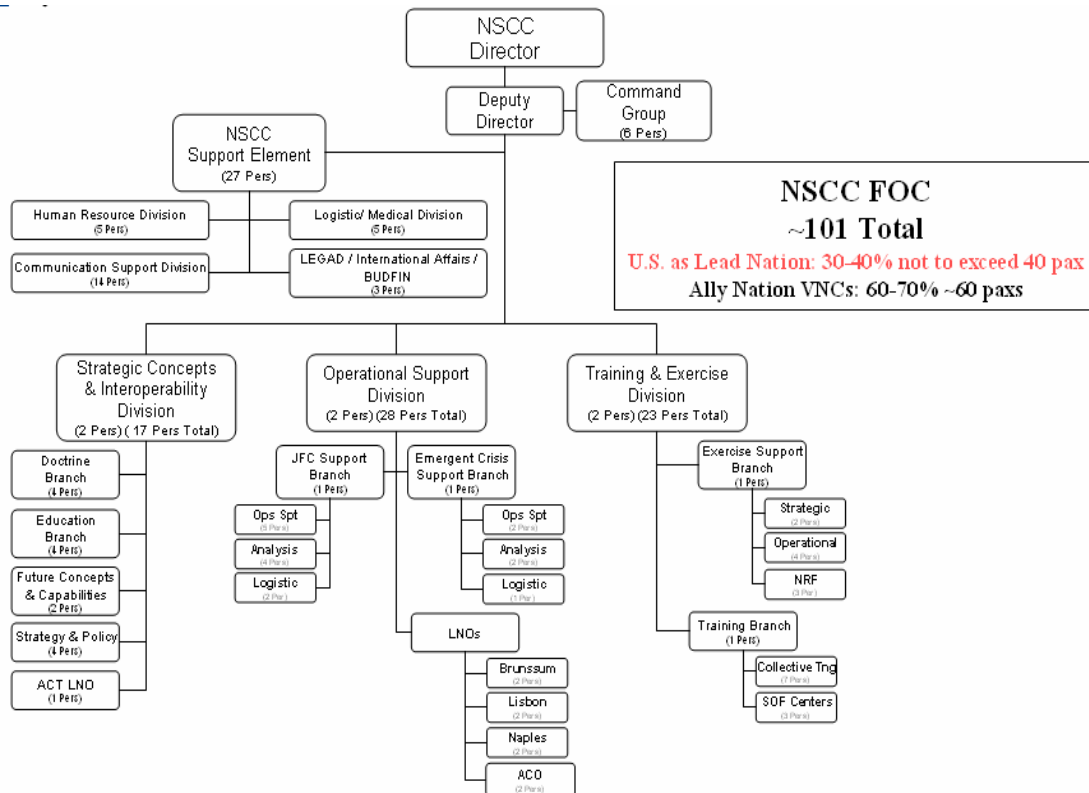 NSCC
Director
Deputy
Director
Command
Group
(6 Pers)
NSCC
Support Element
(27 Pers)
Human Resource Division
(5 Pers)
Logistic/ Medical Division
(5 Pers)
Communication Support Division
(14 Pers)
LEGAD / International Affairs /
BUDFIN
(3 Pers)
NSCC FOC
~101 Total
U.S. as Lead Nation: 30-40% not to exceed 40 pax
Ally Nation VNCs: 60-70% ~60 paxs
Strategic Concepts
& Interoperability
Division
(2 Pers) ( 17 Pers Total)
Doctrine
Branch
(4 Pers)
Education
Branch
(4 Pers)
Future Concepts
& Capabilities
(2 Pers)
Strategy & Policy
(4 Pers)
ACT LNO
(1 Pers)
Operational Support
Division
(2 Pers) (28 Pers Total)
JFC Support
Branch
(1 Pers)
Ops Spt
(5 Pers)
Analysis
(4 Pers)
Logistic
(2 Per)
Emergent Crisis
Support Branch
(1 Pers)
Ops Spt
(2 Pers)
Analysis
(2 Pers)
Logistic
(1 Per)
LNOs
Brunssum
(2 Pers)
Lisbon
(2 Pers)
Naples
(2 Pers)
ACO
(2 Pers)
Training & Exercise
Division
(2 Pers) (23 Pers Total)
Exercise Support
Branch
(1 Pers)
Strategic
(2 Pers)
Operational
(4 Pers)
NRF
(3 Per)
Training Branch
(1 Pers)
Collective Tng
(7 Pers)
SOF Centers
(3 Pers)